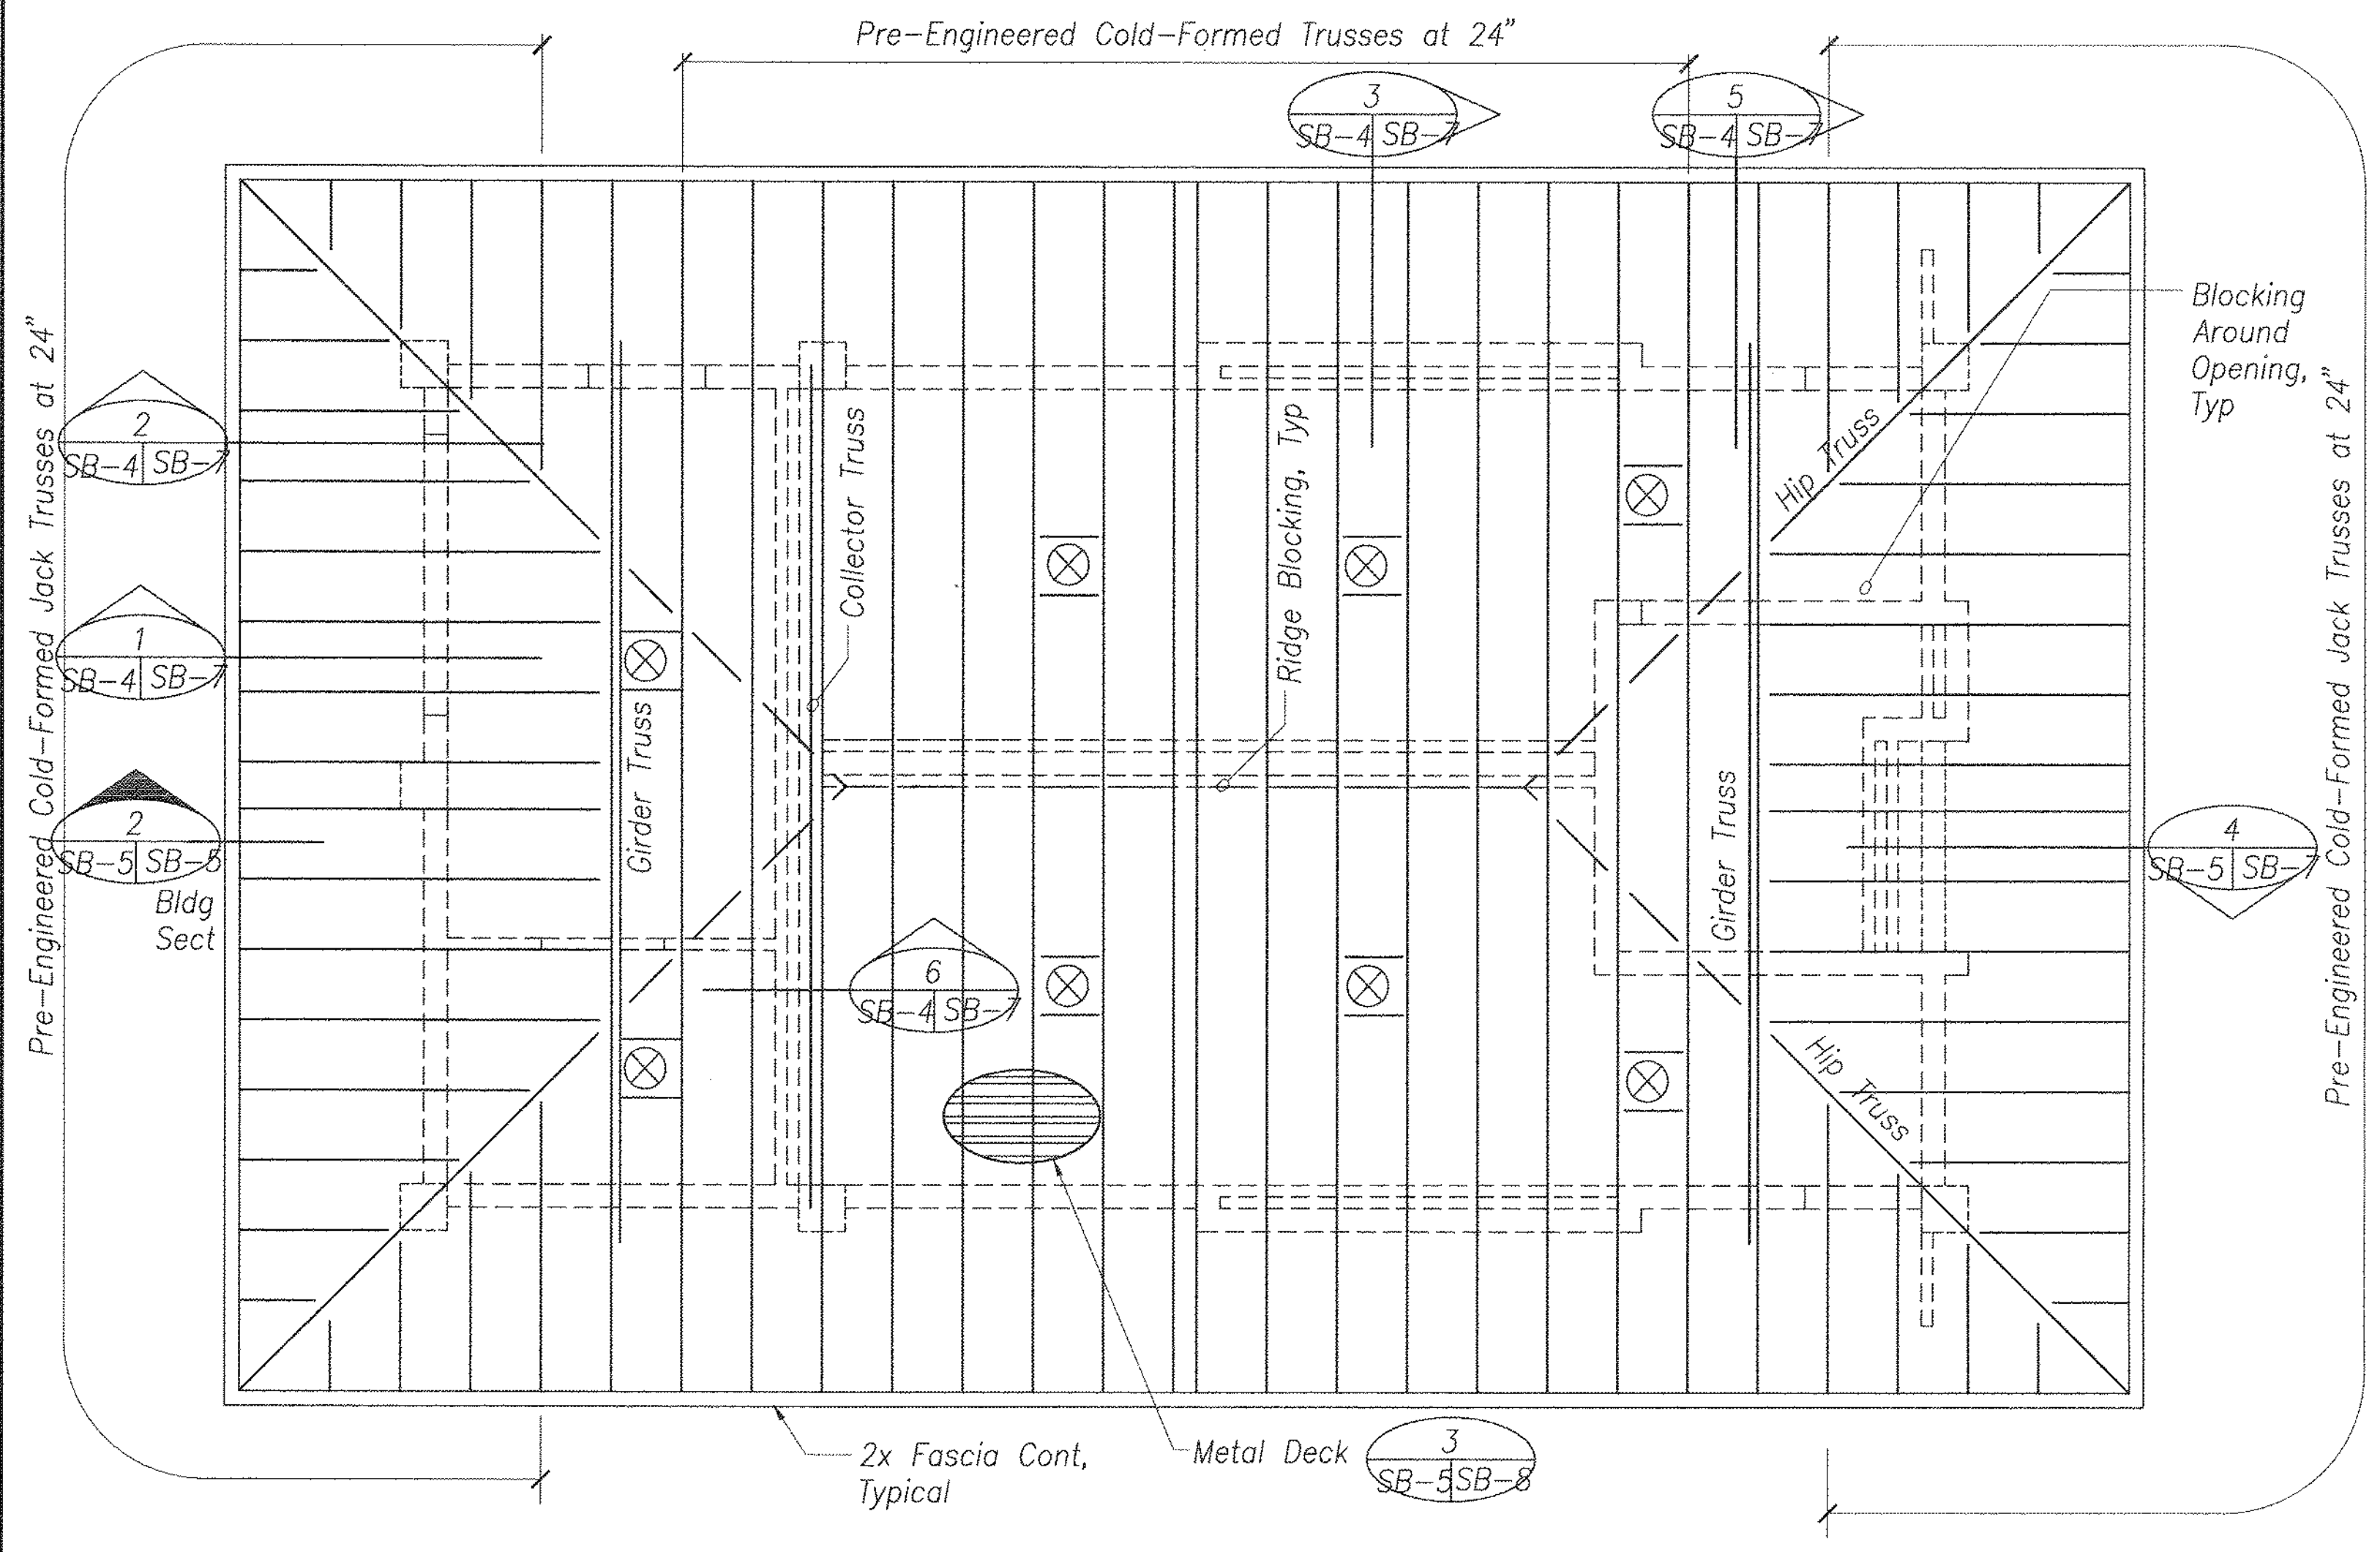 Pre-Engineered Cold-Formed Trusses at 24"
3
SB-4 SB-7
5
SB-4 SB-7
Pre-Engineered Cold-Formed Jack Trusses at 24"
2
SB-4 SB-7
1
SB-4 SB-7
2
SB-5 SB-5
Bldg
Sect
Girder Truss
Collector Truss
Ridge Blocking, Typ
6
SB-4 SB-7
Girder Truss
Hip Truss
Hip Truss
Blocking
Around
Opening,
Typ
4
SB-5 SB-7
Pre-Engineered Cold-Formed Jack Trusses at 24"
2x Fascia Cont,
Typical
Metal Deck
3
SB-5 SB-8